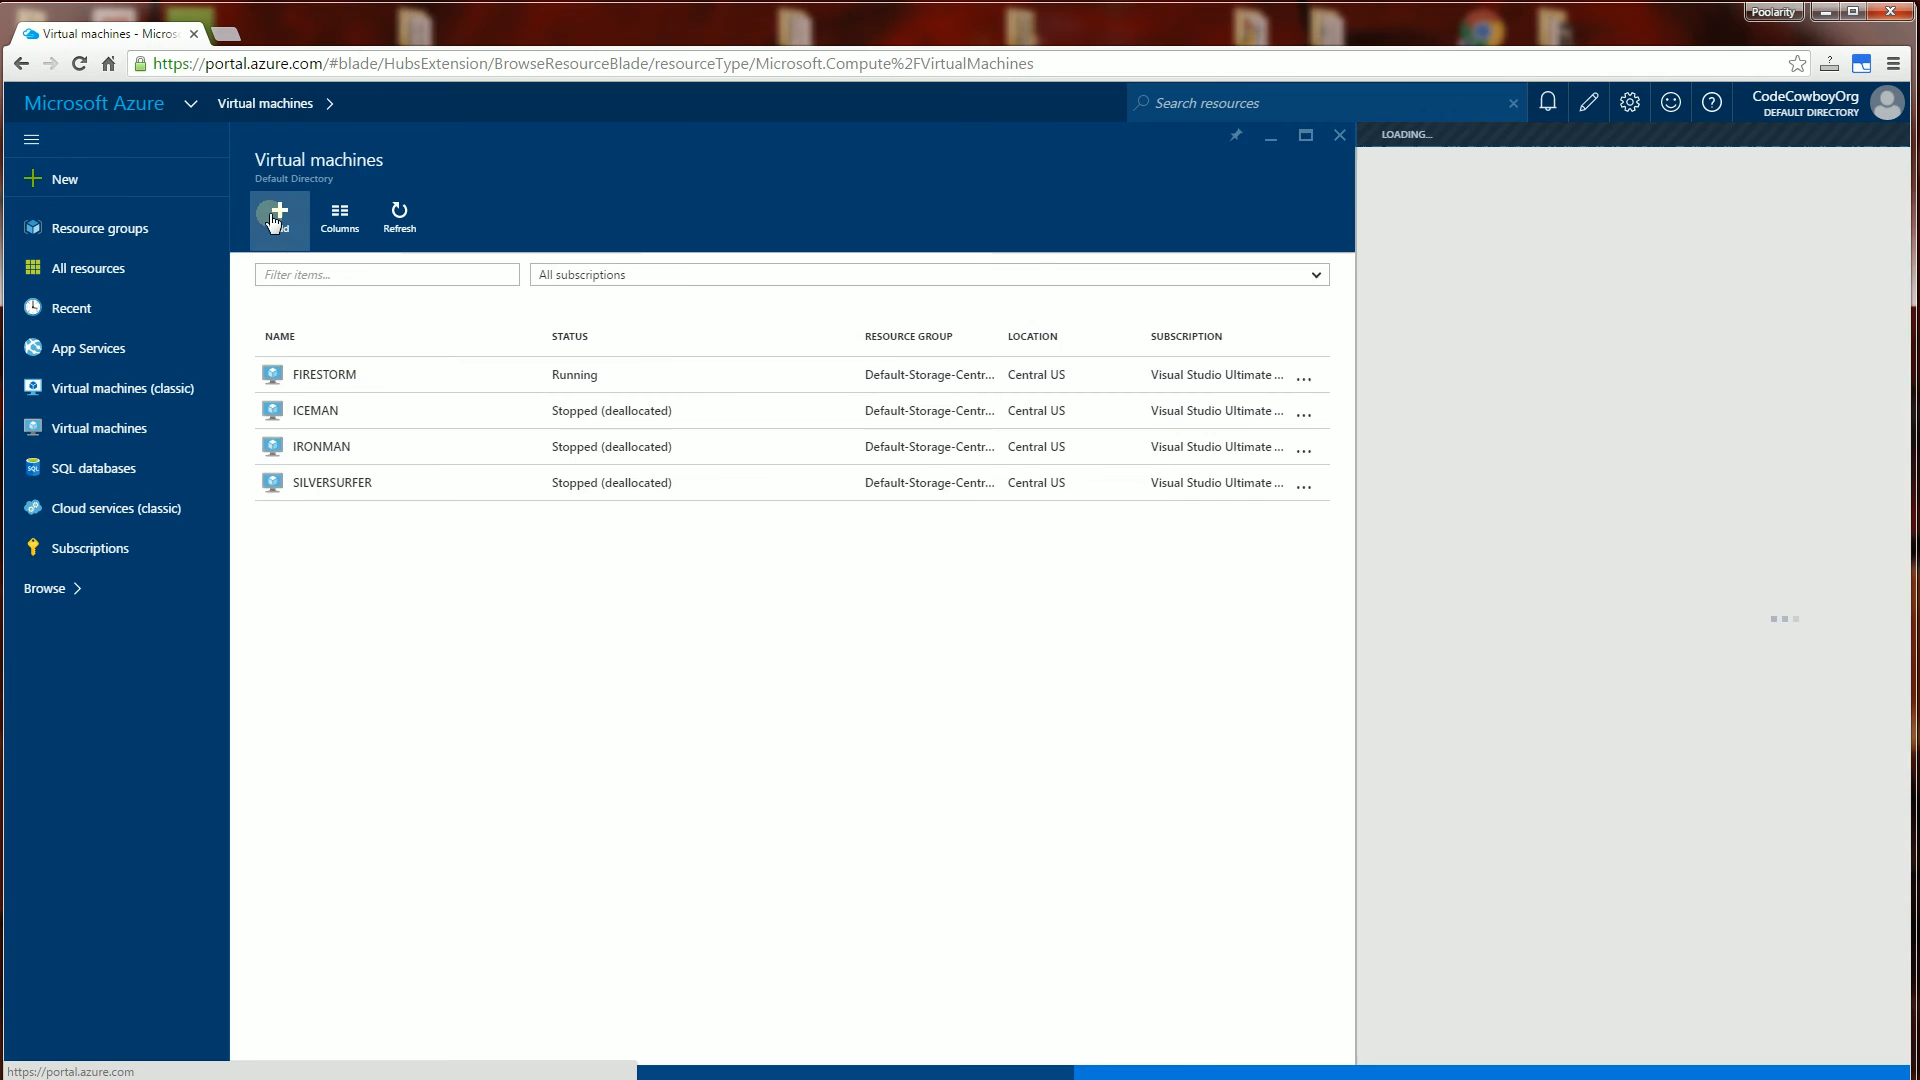 Poolarity
Virtual machines - Micros
https://portal.azure.com/#blade/HubsExtension/BrowseResourceBlade/resourceType/Microsoft.Compute%2FVirtualMachines
Microsoft Azure Virtual machines
Search resources
CodeCowboyOrg
DEFAULT DIRECTORY
LOADING...
New
Resource groups
All resources
Recent
App Services
Virtual machines (classic)
Virtual machines
SQL databases
Cloud services (classic)
Subscriptions
Browse
Virtual machines
Default Directory
Columns Refresh
Filter items... All subscriptions
NAME STATUS RESOURCE GROUP LOCATION SUBSCRIPTION
FIRESTORM Running Default-Storage-Centr... Central US Visual Studio Ultimate ... ...
ICEMAN Stopped (deallocated) Default-Storage-Centr... Central US Visual Studio Ultimate ... ...
IRONMAN Stopped (deallocated) Default-Storage-Centr... Central US Visual Studio Ultimate ... ...
SILVERSURFER Stopped (deallocated) Default-Storage-Centr... Central US Visual Studio Ultimate ... ...
https://portal.azure.com